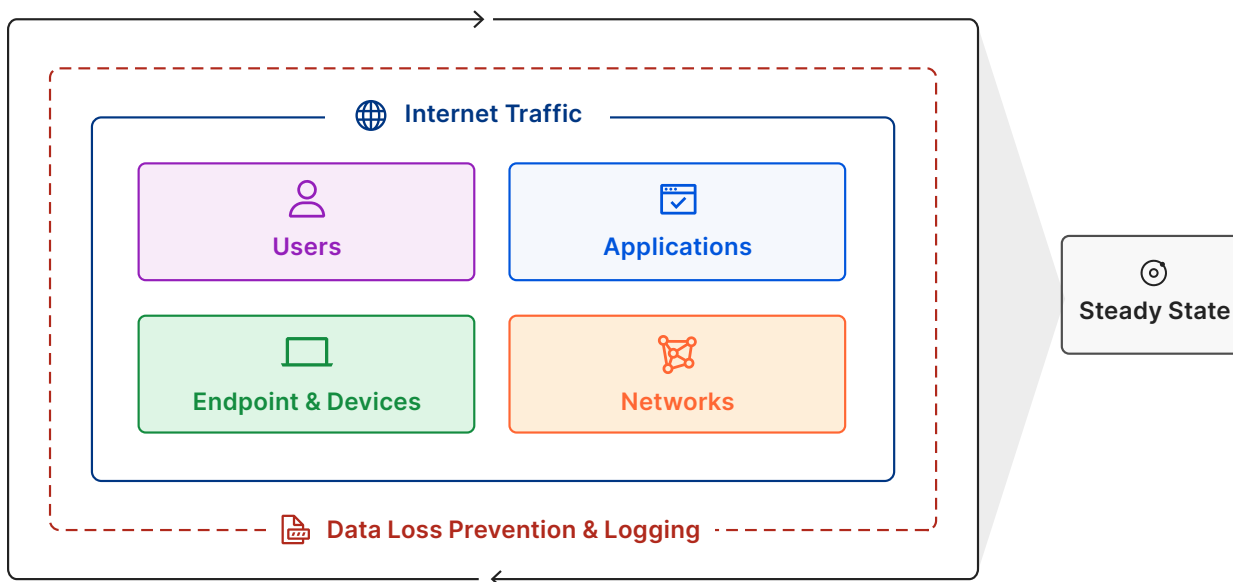 Internet Traffic
Users
Applications
Steady State
Endpoint & Devices
Networks
Data Loss Prevention & Logging